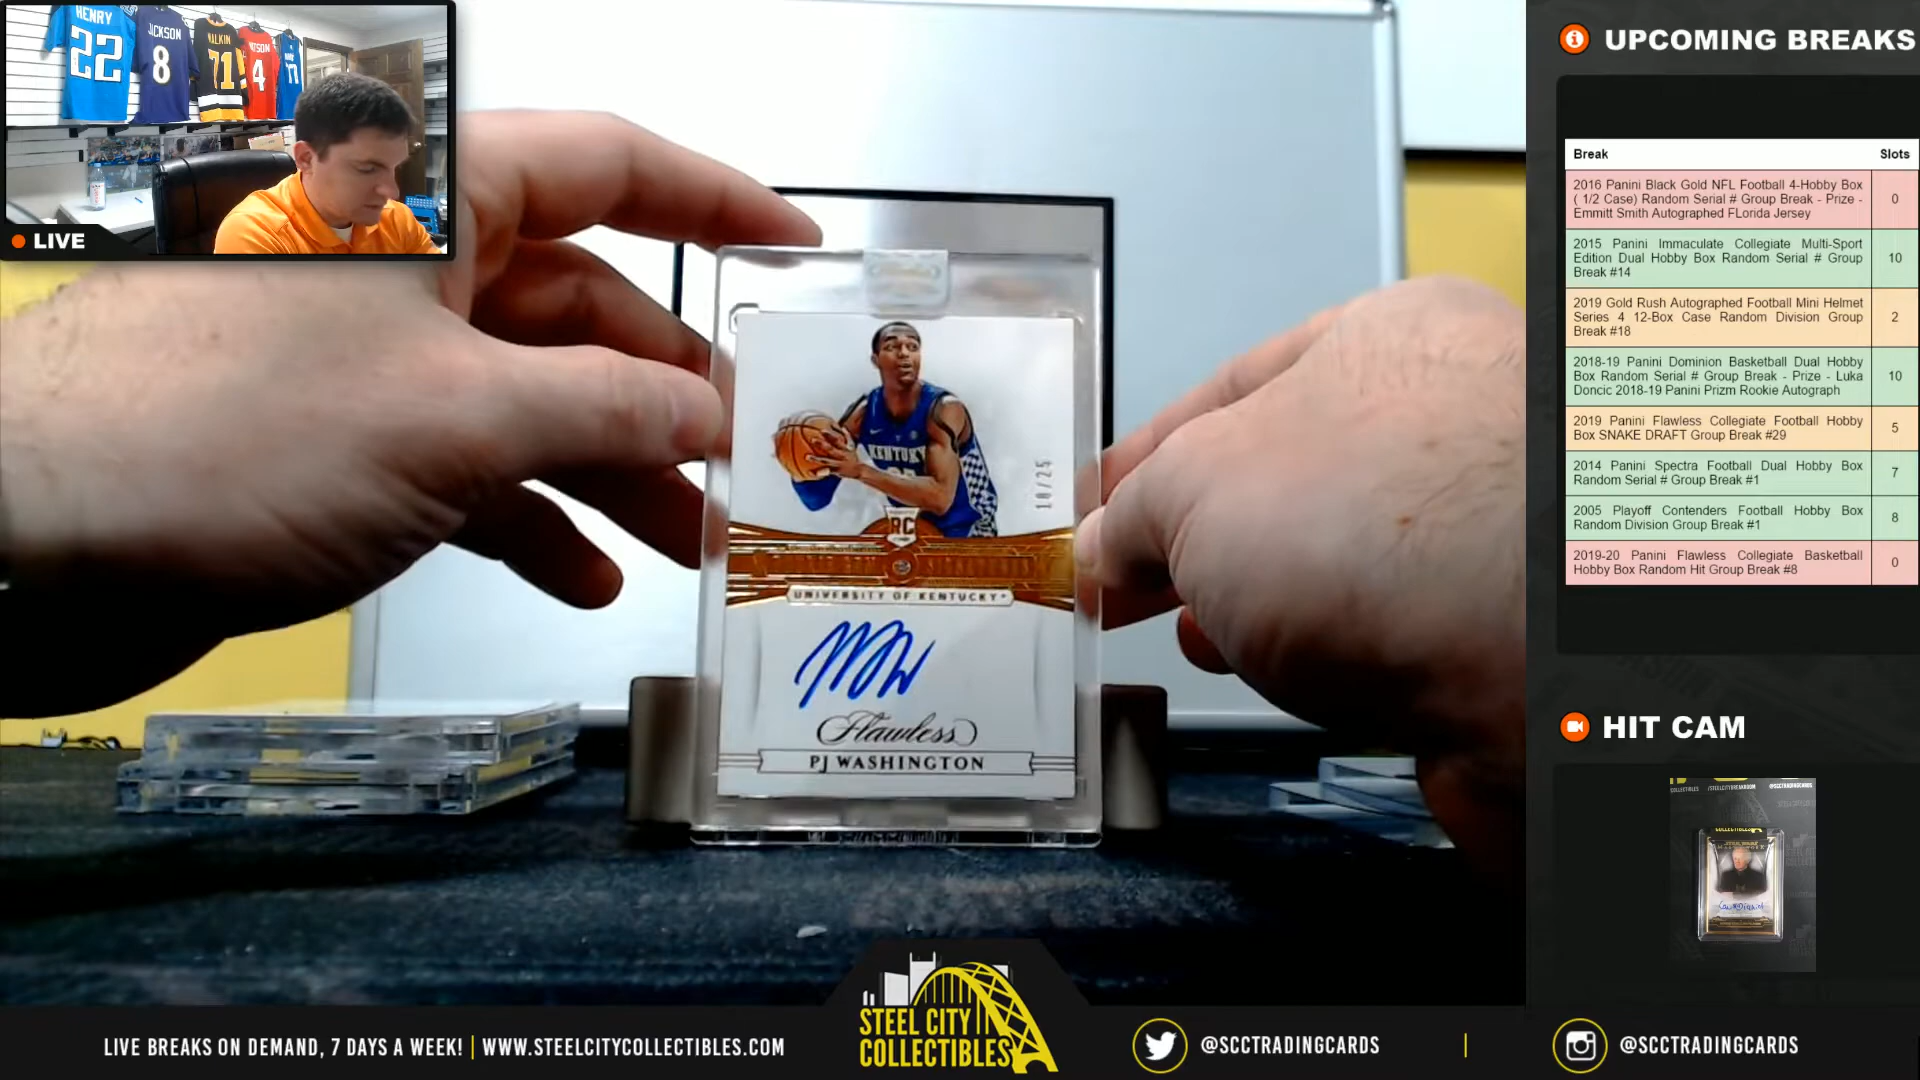 HENRY
22
JACKSON
8
MALKIN
71
4
77
LIVE
KENTUCKY
10/25
RC
UNIVERSITY OF KENTUCKY
Flawless
PJ WASHINGTON
UPCOMING BREAKS
Break Slots
2016 Panini Black Gold NFL Football 4-Hobby Box
( 1/2 Case) Random Serial # Group Break - Prize - 0
Emmitt Smith Autographed FLorida Jersey
2015 Panini Immaculate Collegiate Multi-Sport
Edition Dual Hobby Box Random Serial # Group 10
Break #14
2019 Gold Rush Autographed Football Mini Helmet
Series 4 12-Box Case Random Division Group 2
Break #18
2018-19 Panini Dominion Basketball Dual Hobby
Box Random Serial # Group Break - Prize - Luka 10
Doncic 2018-19 Panini Prizm Rookie Autograph
2019 Panini Flawless Collegiate Football Hobby
Box SNAKE DRAFT Group Break #29 5
2014 Panini Spectra Football Dual Hobby Box
Random Serial # Group Break #1 7
2005 Playoff Contenders Football Hobby Box
Random Division Group Break #1 8
2019-20 Panini Flawless Collegiate Basketball
Hobby Box Random Hit Group Break #8 0
HIT CAM
/STEELCITYBREAKROOM @SCCTRADINGCARDS
LIVE BREAKS ON DEMAND, 7 DAYS A WEEK! | WWW.STEELCITYCOLLECTIBLES.COM
STEEL CITY
COLLECTIBLES
@SCCTRADINGCARDS | @SCCTRADINGCARDS